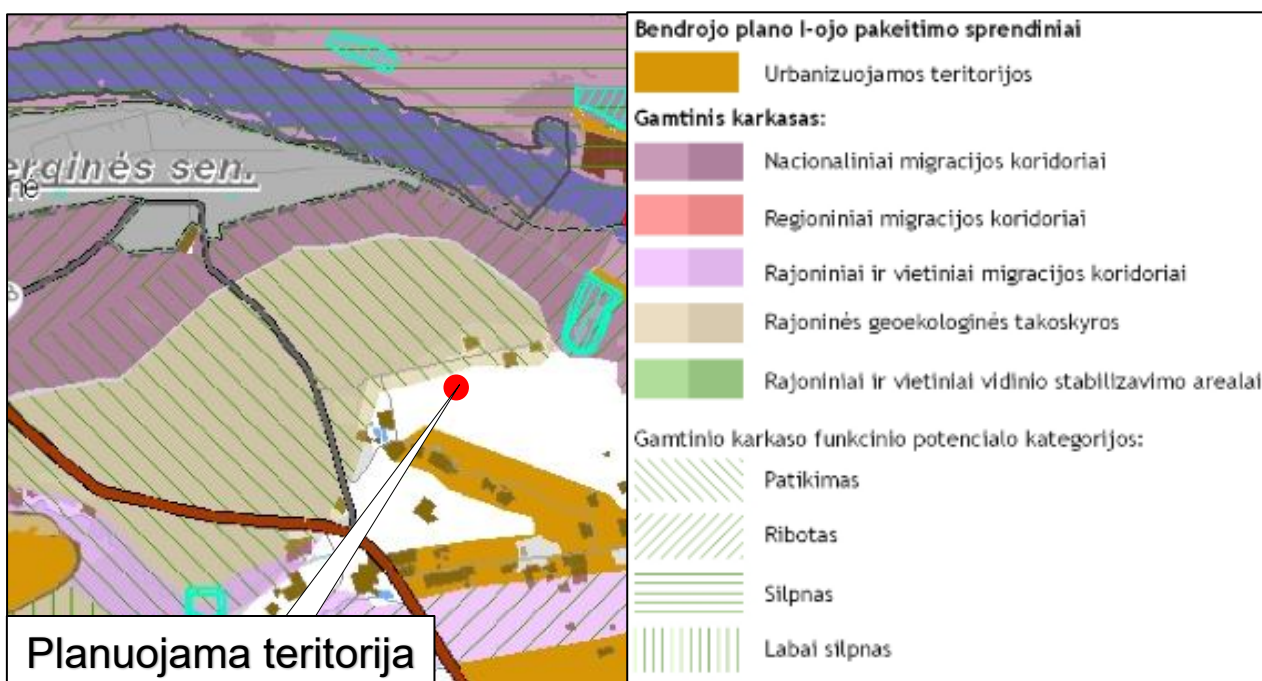 erginės sen.
nė
Planuojama teritorija
Bendrojo plano I-ojo pakeitimo sprendiniai
Urbanizuojamos teritorijos
Gamtinis karkasas:
Nacionaliniai migracijos koridoriai
Regioniniai migracijos koridoriai
Rajoniniai ir vietiniai migracijos koridoriai
Rajoninės geoekologinės takoskyros
Rajoniniai ir vietiniai vidinio stabilizavimo arealai
Gamtinio karkaso funkcinio potencialo kategorijos:
Patikimas
Ribotas
Silpnas
Labai silpnas